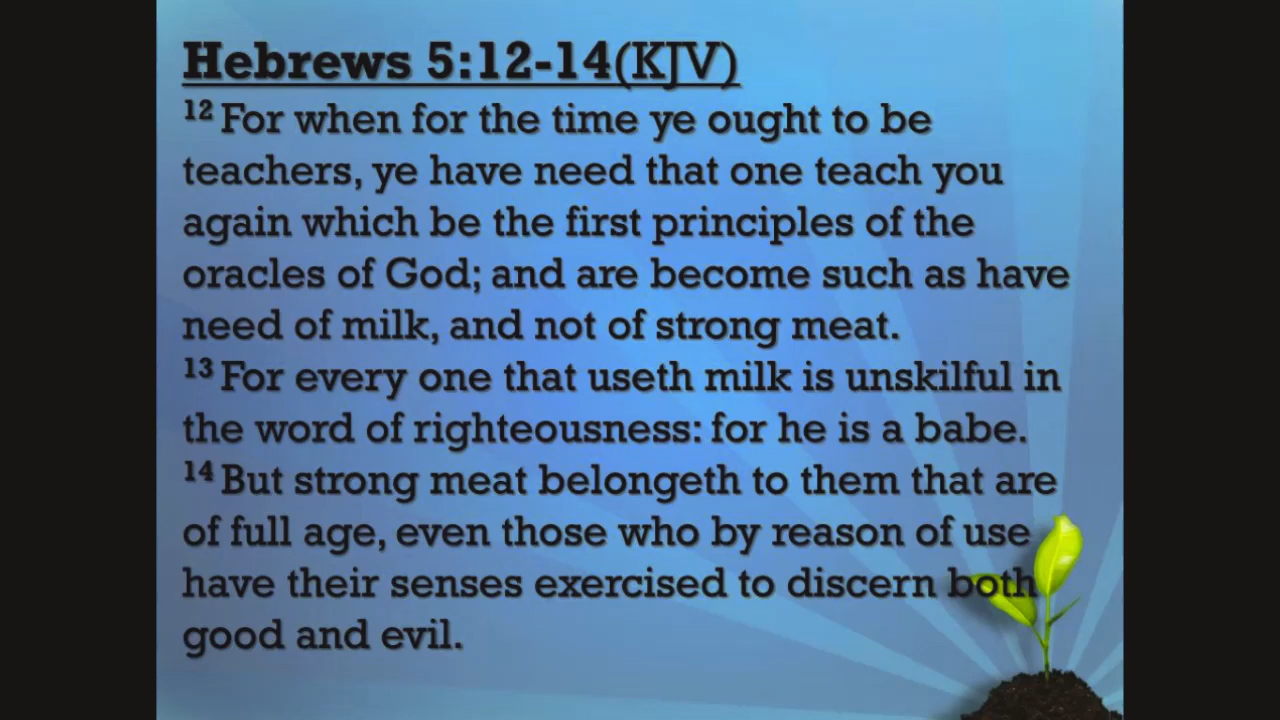 Hebrews 5:12-14(KJV)
12 For when for the time ye ought to be
teachers, ye have need that one teach you
again which be the first principles of the
oracles of God; and are become such as have
need of milk, and not of strong meat.
13 For every one that useth milk is unskilful in
the word of righteousness: for he is a babe.
14 But strong meat belongeth to them that are
of full age, even those who by reason of use
have their senses exercised to discern both
good and evil.